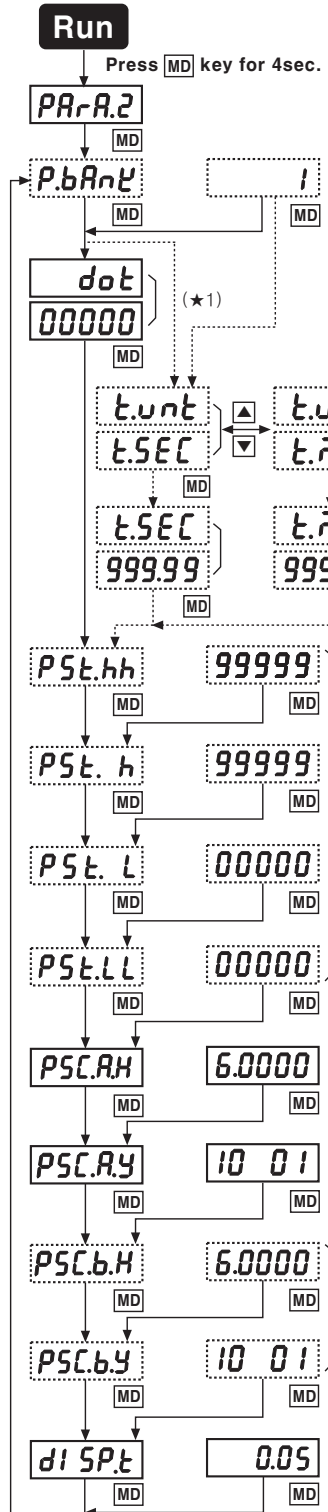 Run
Press MD key for 4sec.
PArA.2
MD
P.bAnK 1
MD MD
dot
00000
(★1)
MD
t.unt ▲ t.u
t.SEC ▼
MD
t.SEC
999.99 999
MD
PSt.hh 99999
MD MD
PSt. h 99999
MD MD
PSt. L 00000
MD MD
PSt.LL 00000
MD MD
PSC.A.H 6.0000
MD MD
PSC.A.Y 10 01
MD MD
PSC.b.H 6.0000
MD MD
PSC.b.Y 10 01
MD MD
dISP.t 0.05
MD MD